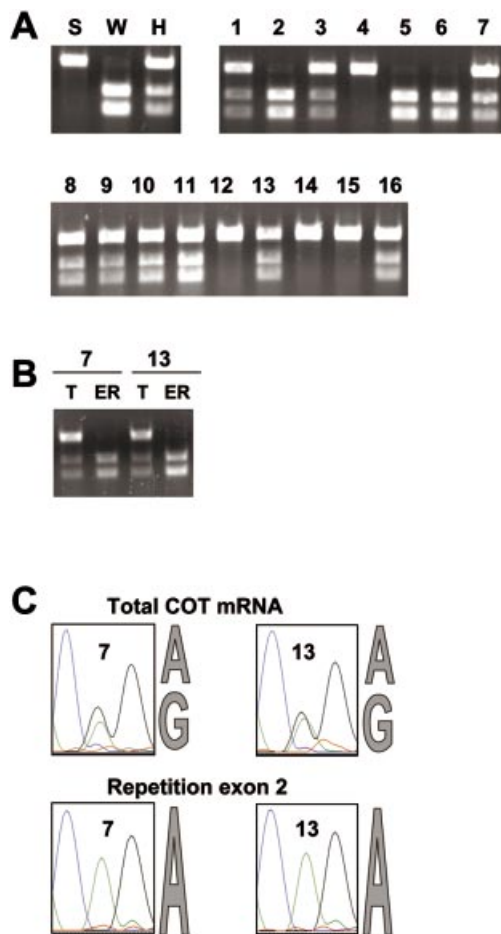 A
S W H 1 2 3 4 5 6 7
8 9 10 11 12 13 14 15 16
B
7 13
T ER T ER
C
Total COT mRNA
7 A G 13 A G
Repetition exon 2
7 A 13 A